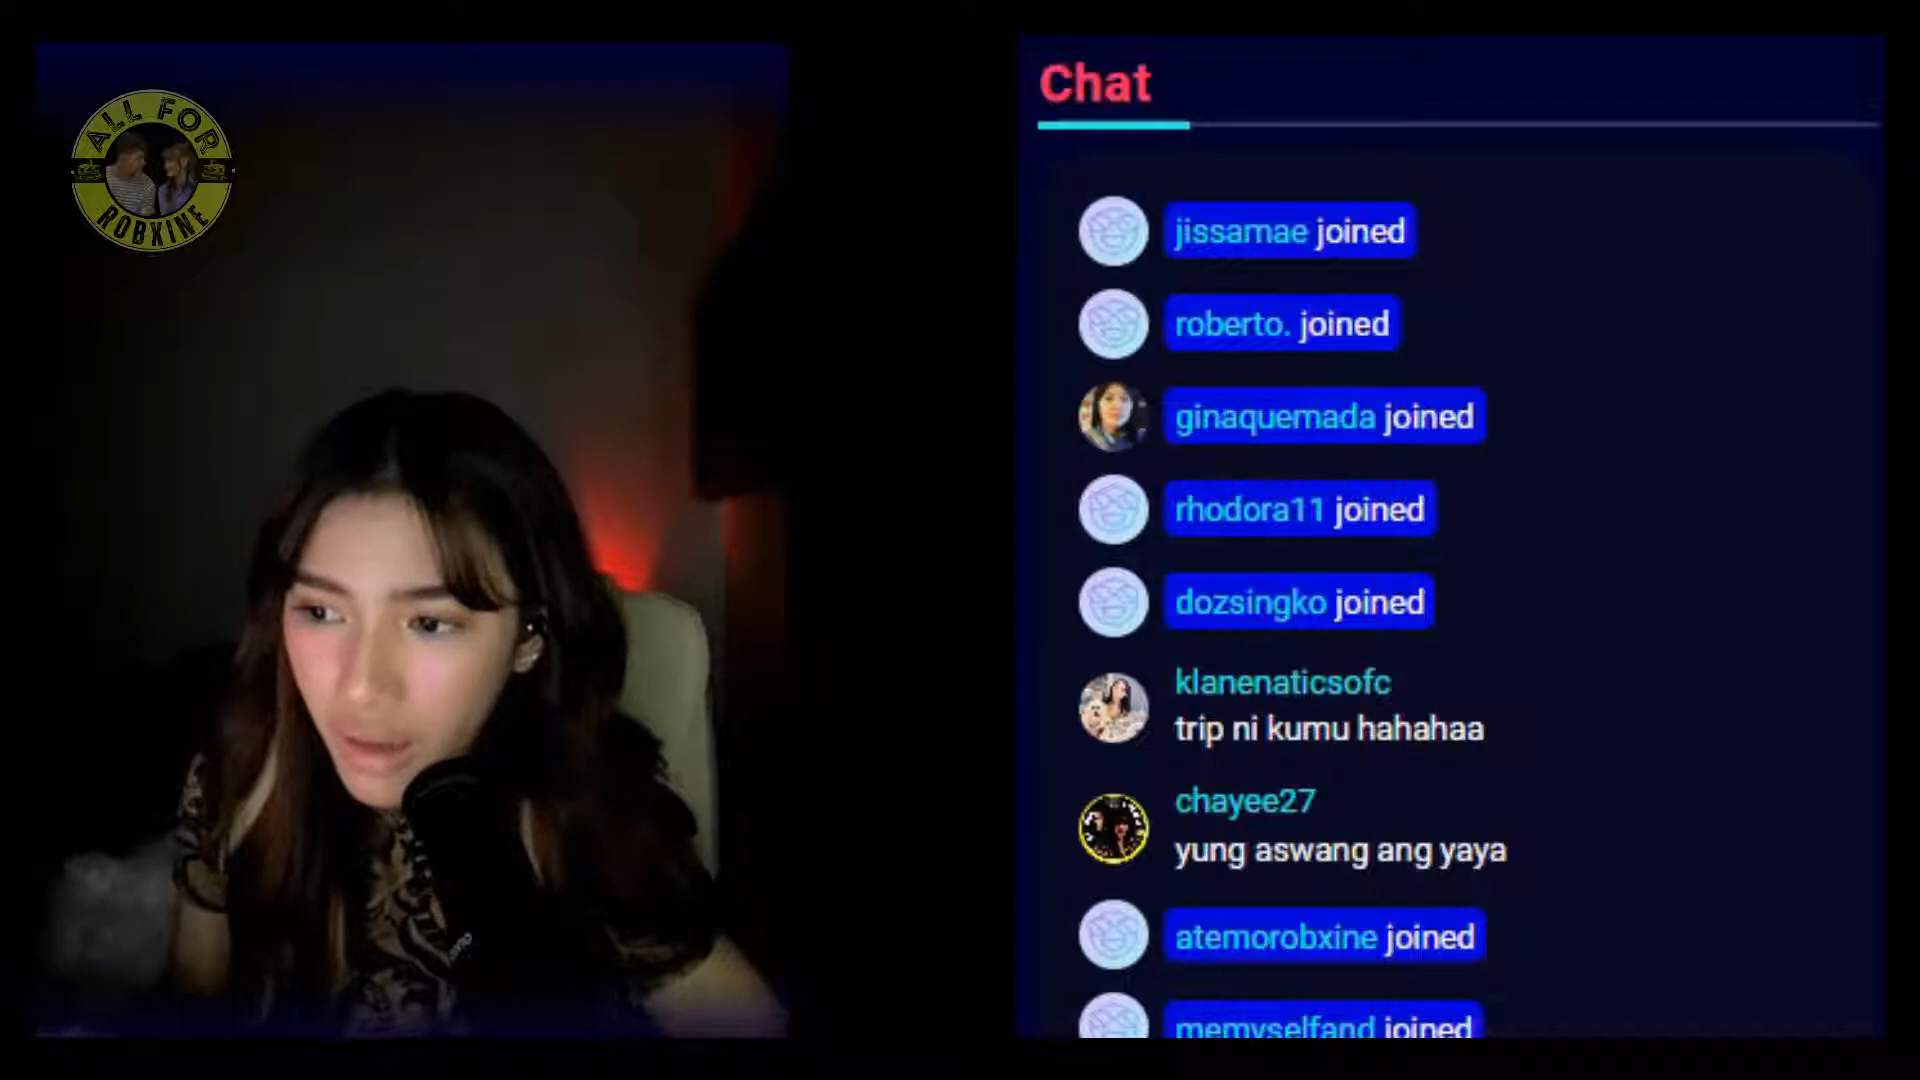 ALL FOR
ROBXINE
Chat
jissamae joined
roberto. joined
ginaquemada joined
rhodora11 joined
dozsingko joined
klanenaticsofc
trip ni kumu hahahaa
chayee27
yung aswang ang yaya
atemorobxine joined
memyselfand joined